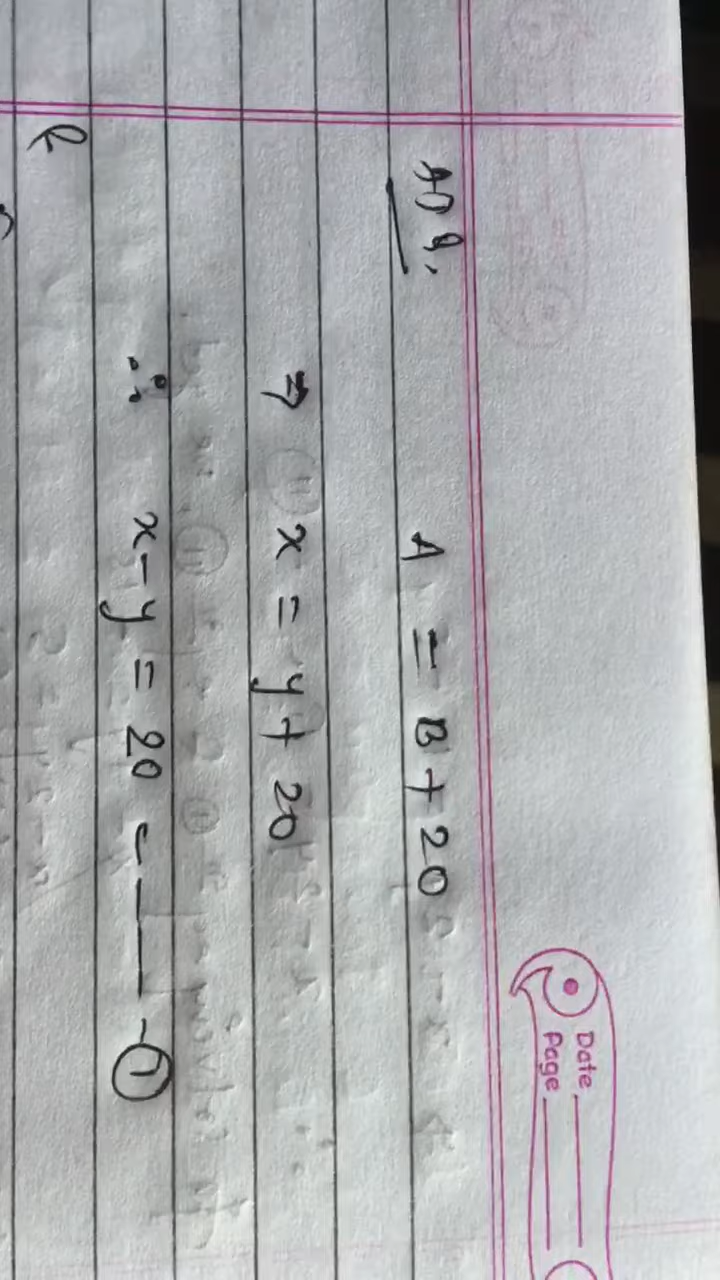 Date
Page
A = B + 20
⇒ x = y + 20
∴ x - y = 20 - — - ①